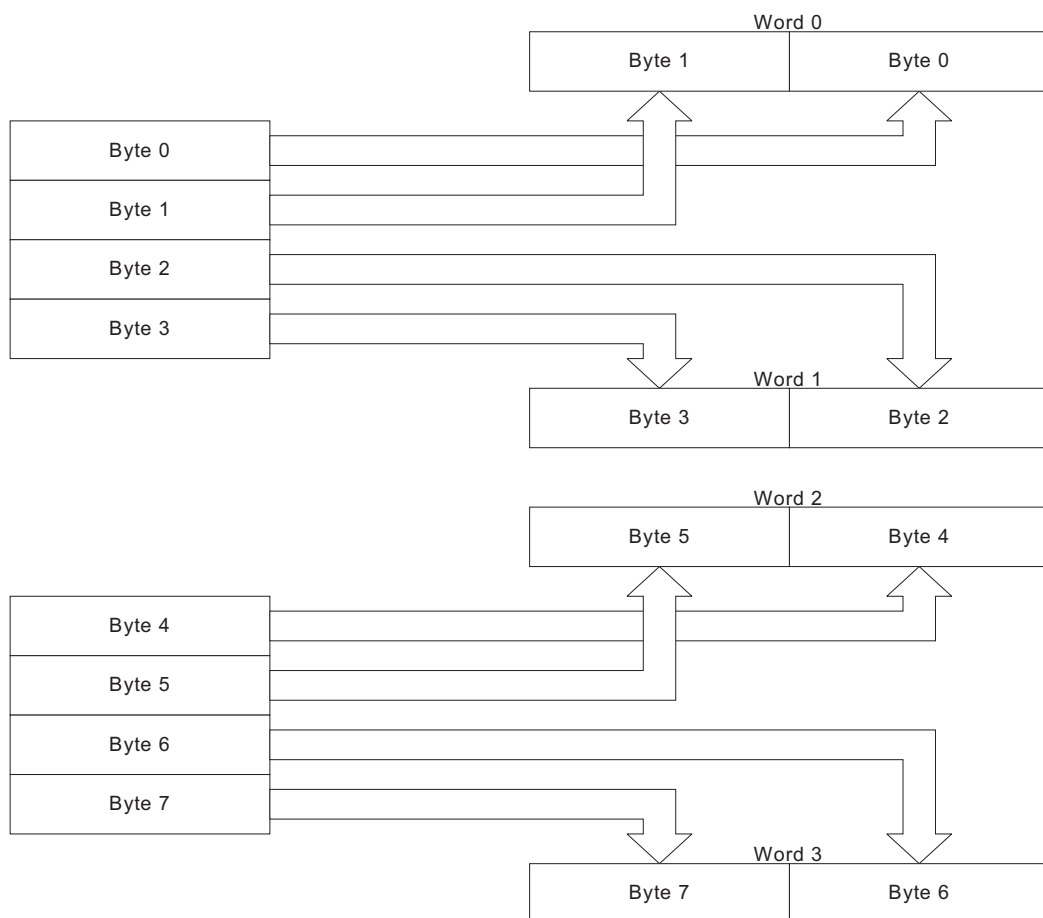 Word 0
Byte 1 Byte 0
Byte 0
Byte 1
Byte 2
Byte 3
Word 1
Byte 3 Byte 2
Word 2
Byte 5 Byte 4
Byte 4
Byte 5
Byte 6
Byte 7
Word 3
Byte 7 Byte 6